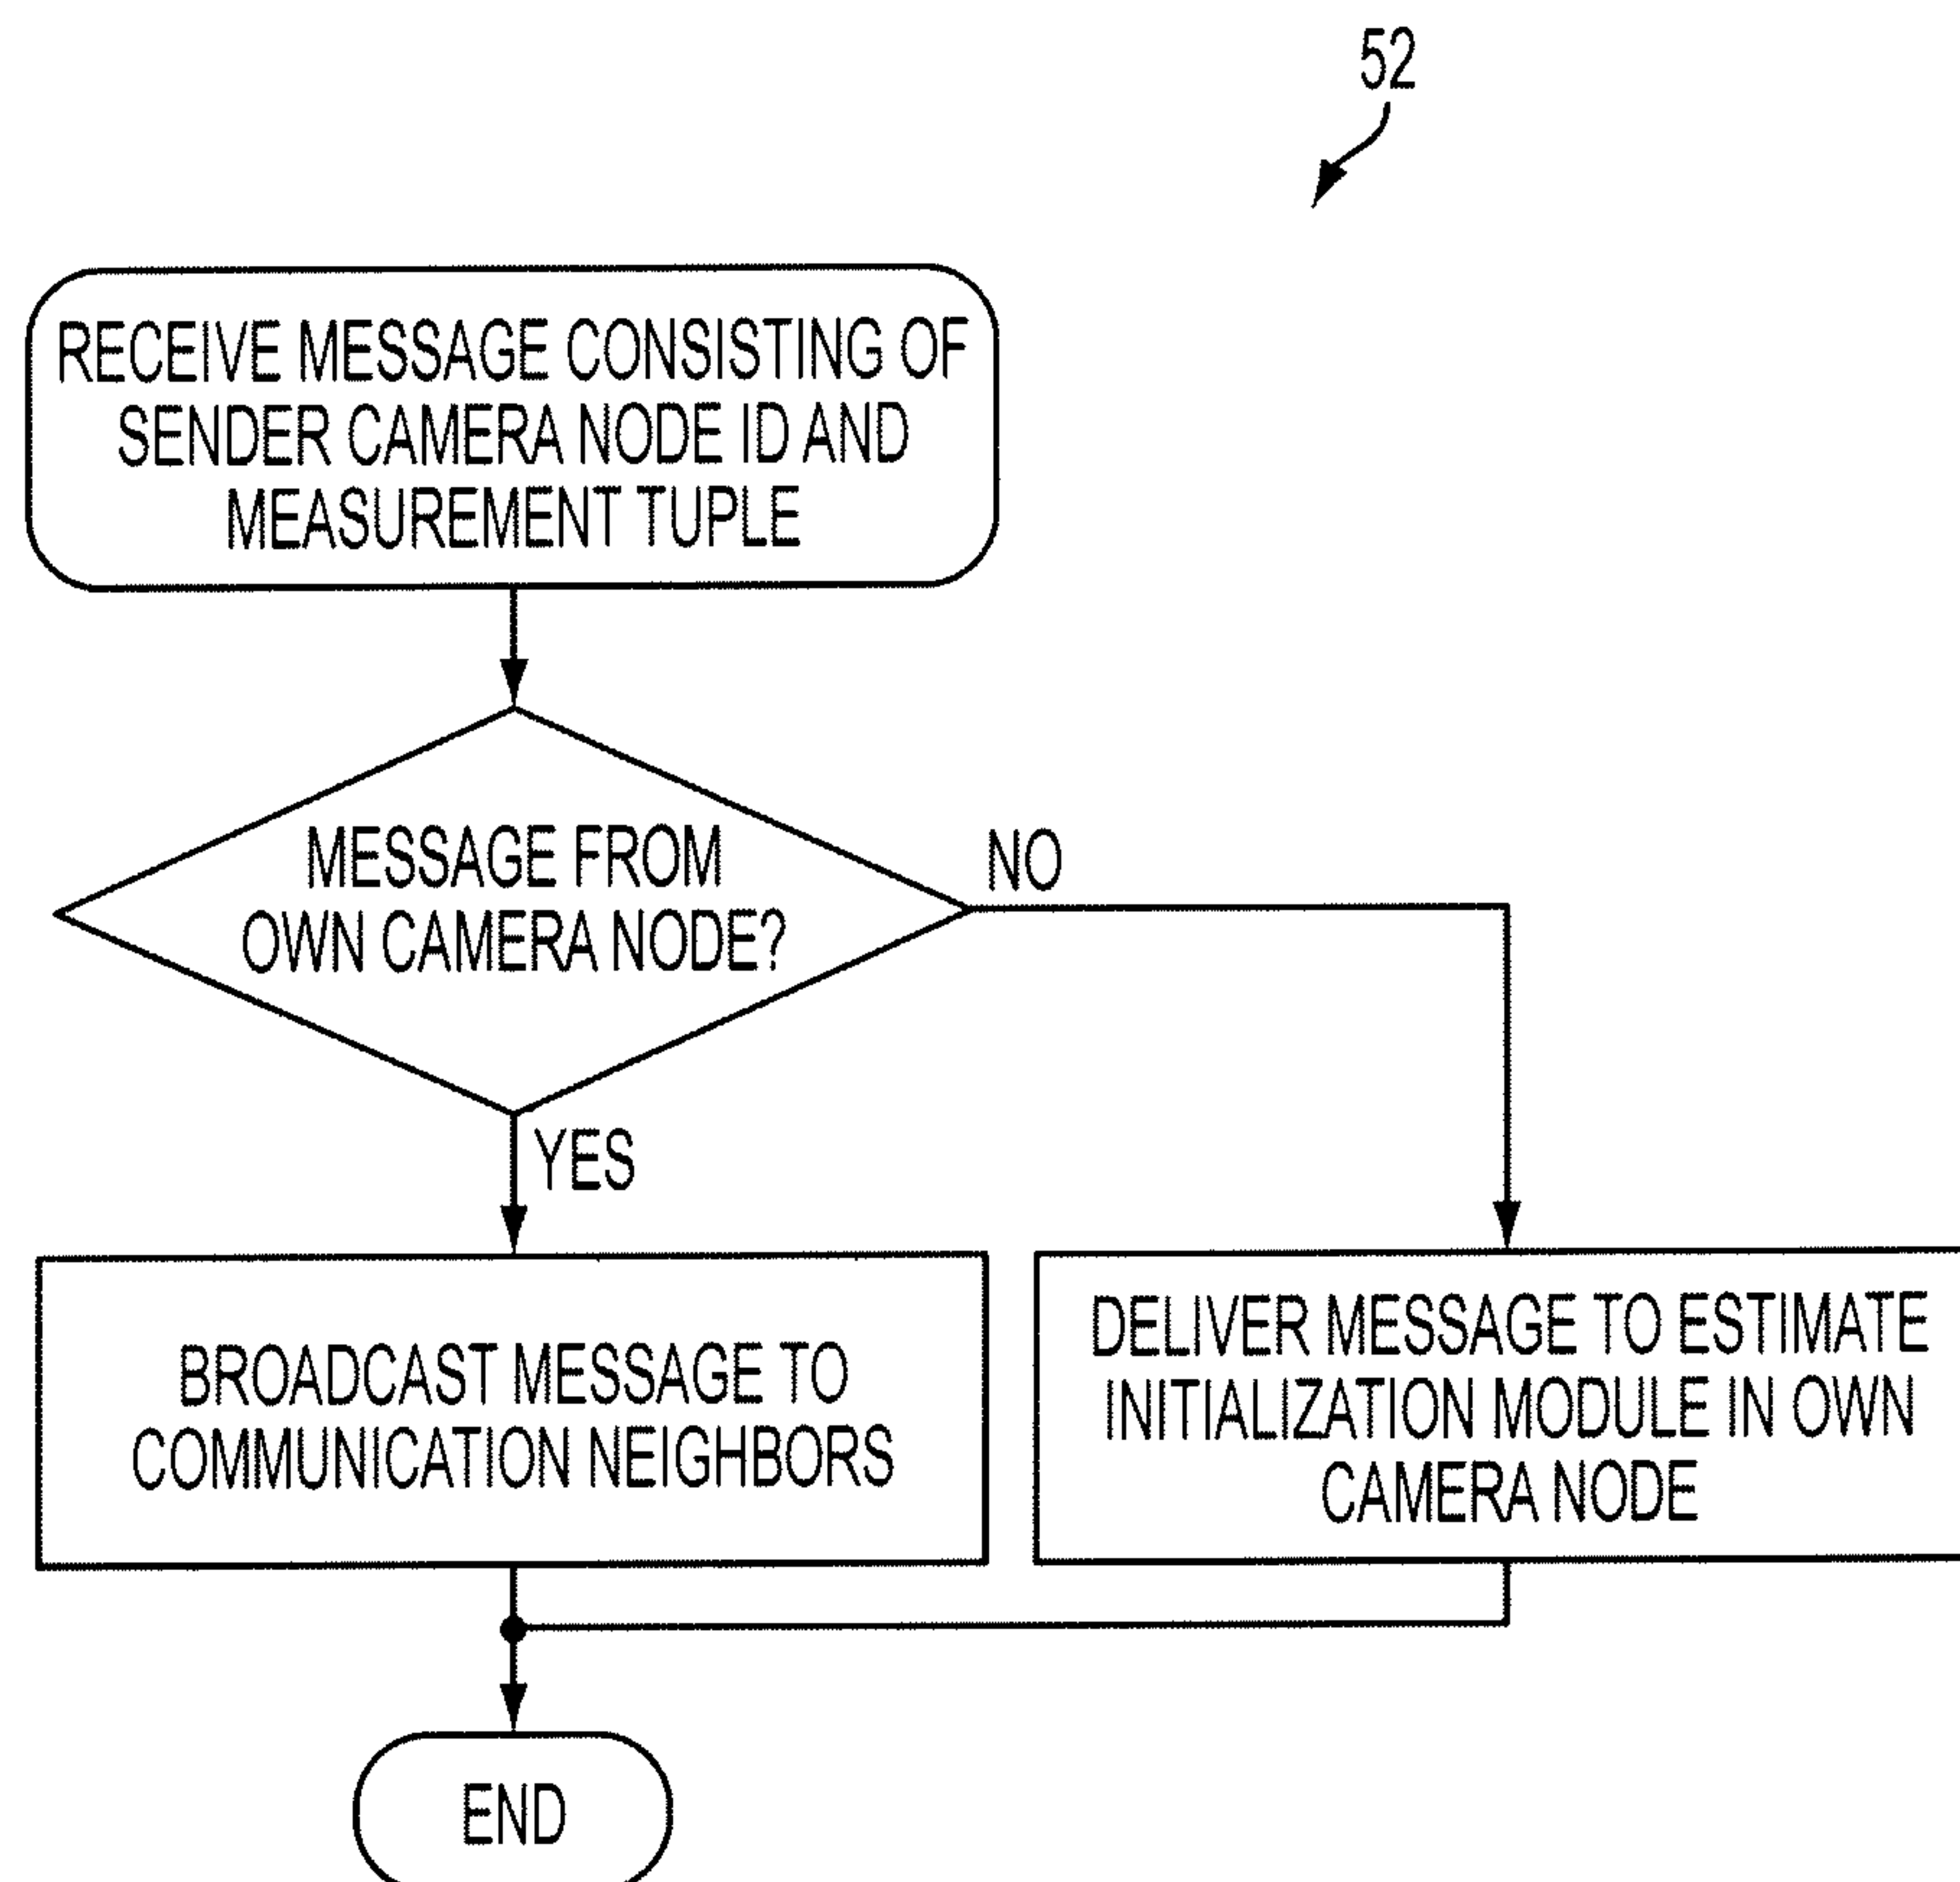 52
RECEIVE MESSAGE CONSISTING OF
SENDER CAMERA NODE ID AND
MEASUREMENT TUPLE
MESSAGE FROM
OWN CAMERA NODE?
NO
YES
BROADCAST MESSAGE TO
COMMUNICATION NEIGHBORS
DELIVER MESSAGE TO ESTIMATE
INITIALIZATION MODULE IN OWN
CAMERA NODE
END